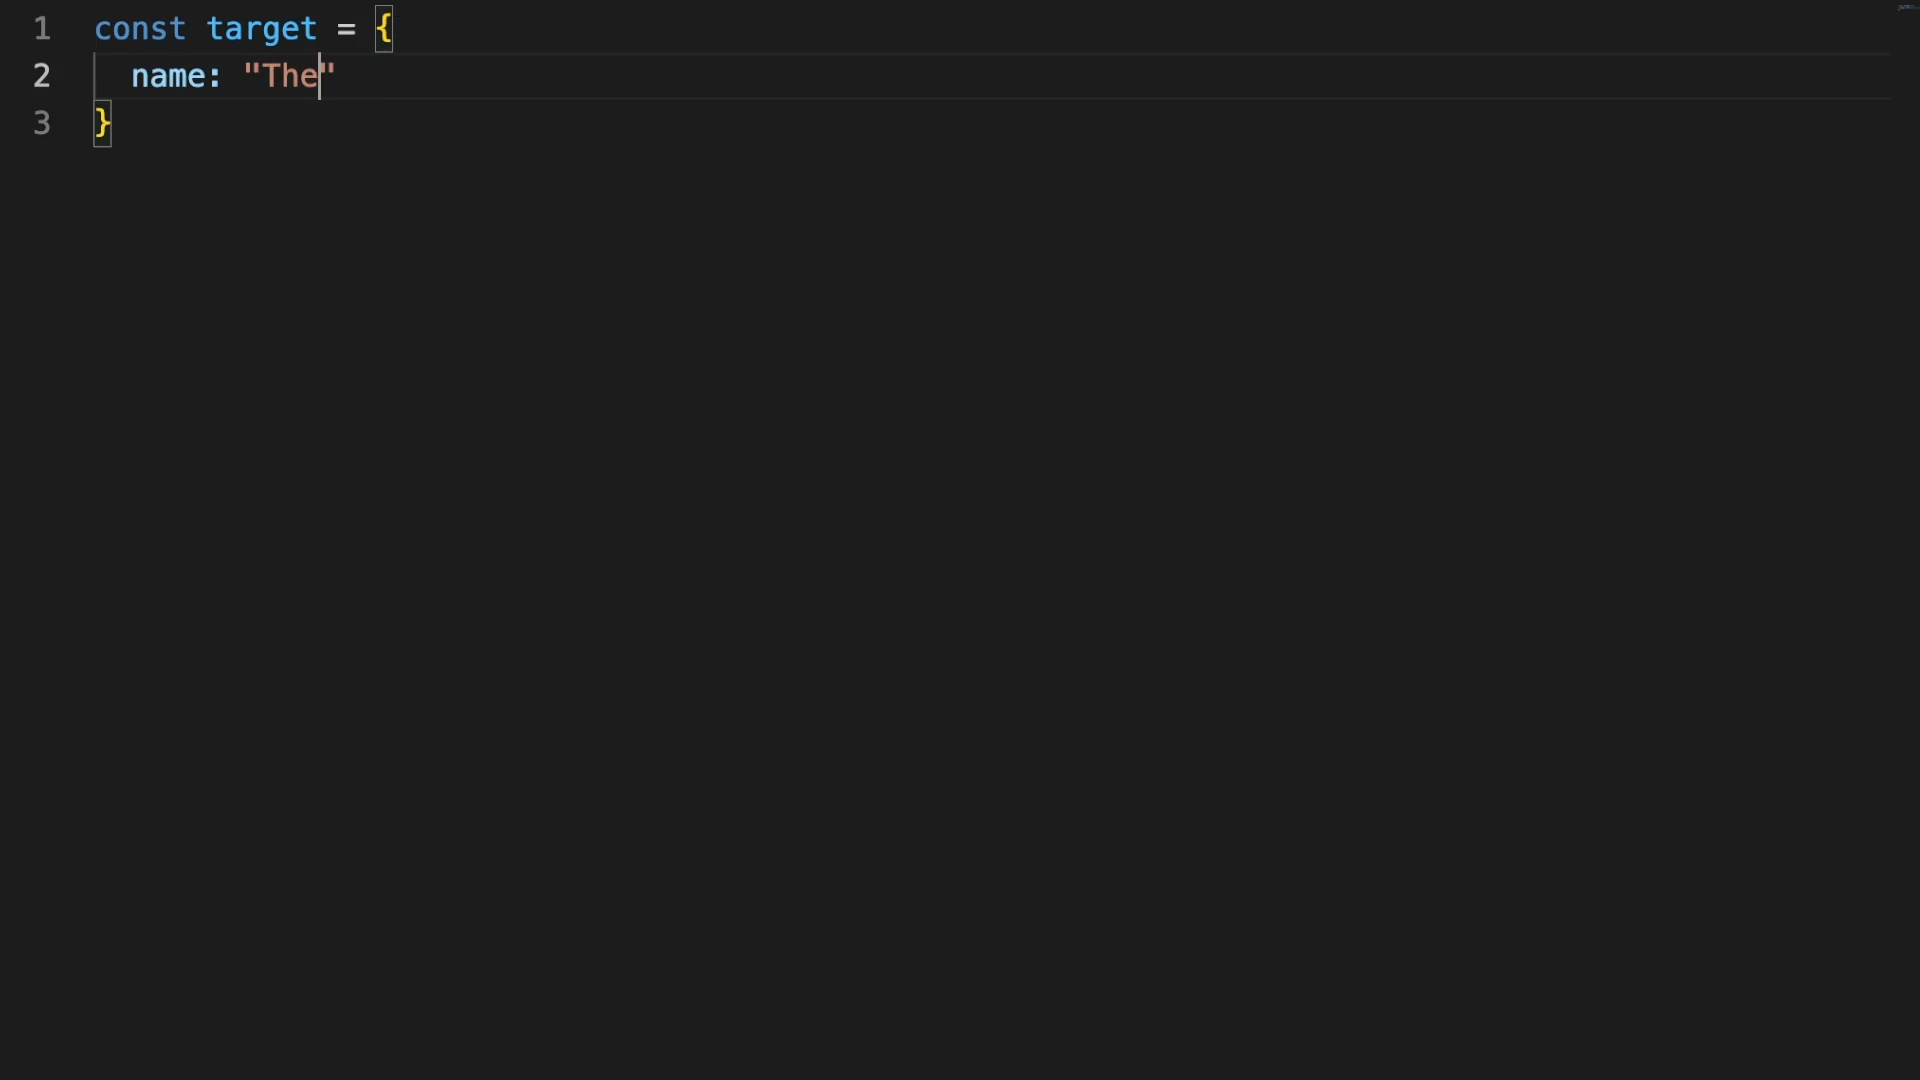 1 const target = {
2 name: "The"
3 }